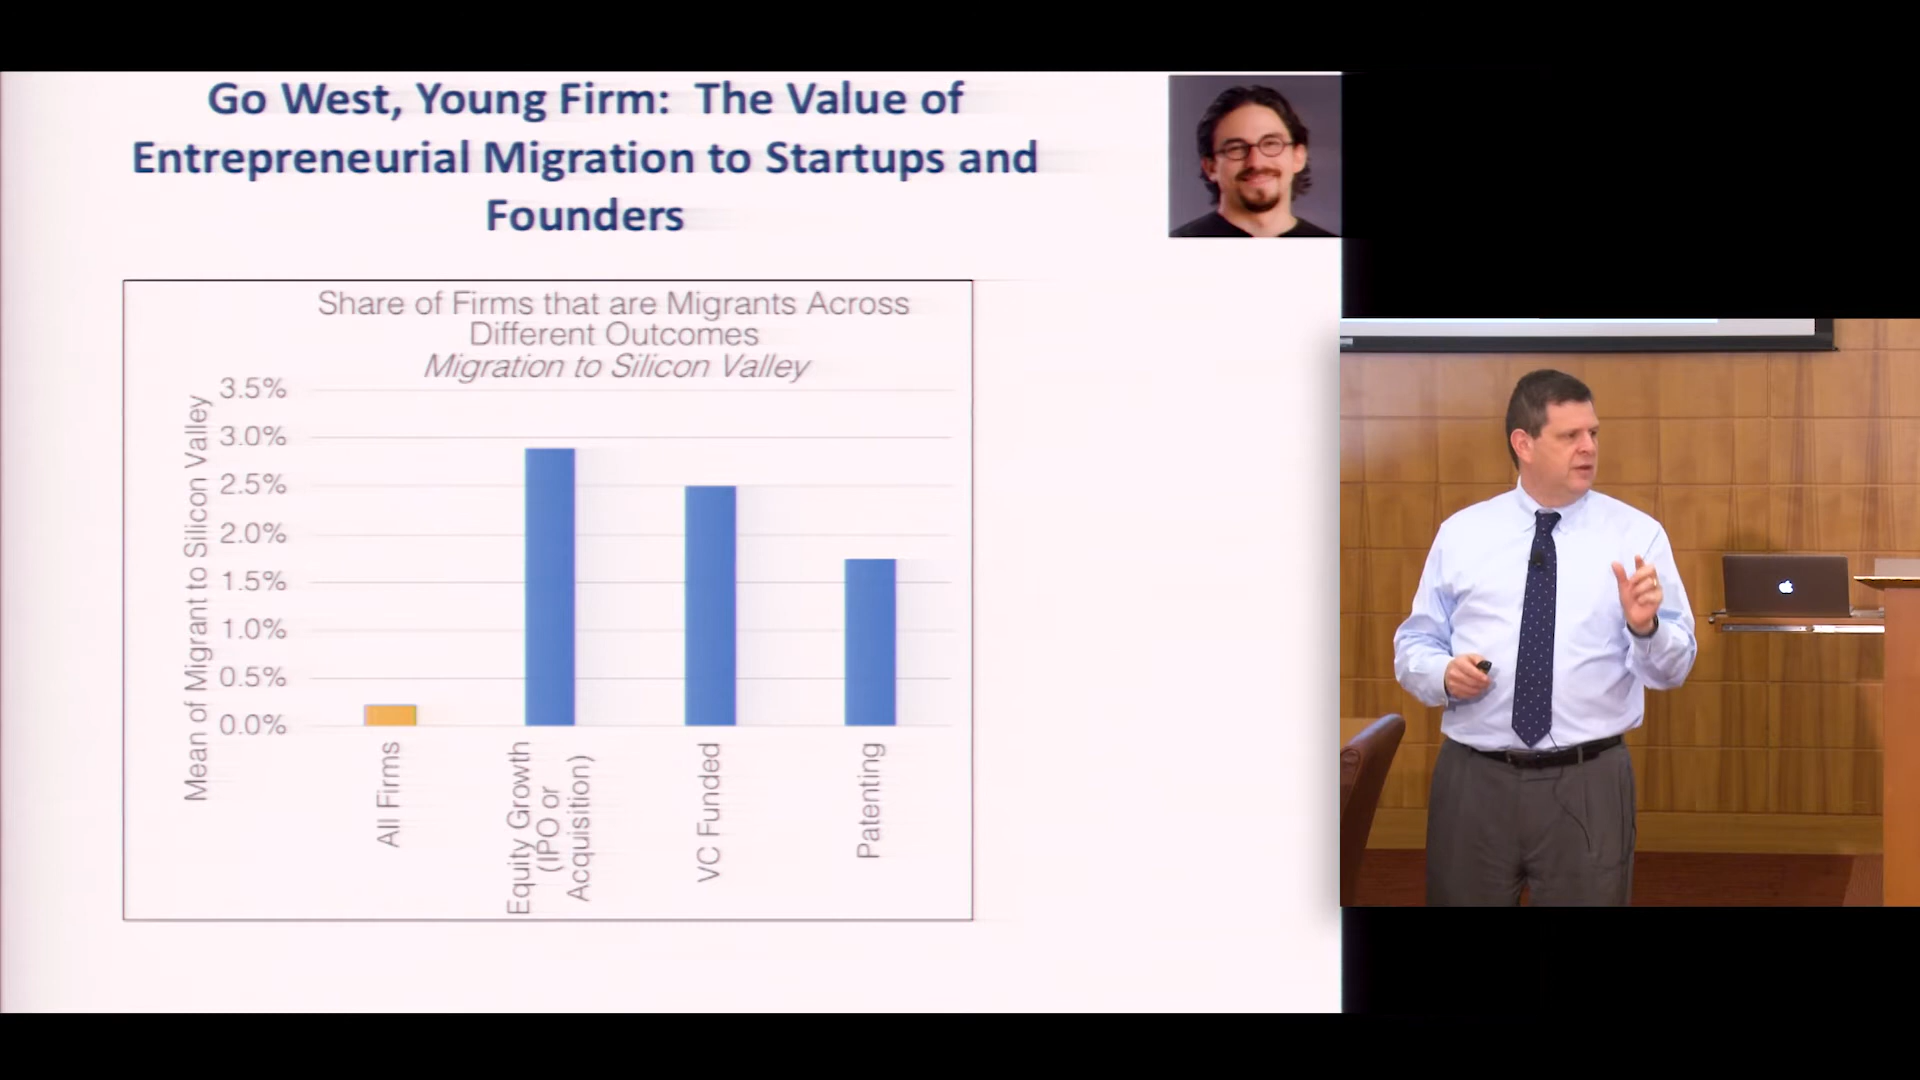 Go West, Young Firm: The Value of
Entrepreneurial Migration to Startups and
Founders
Share of Firms that are Migrants Across
Different Outcomes
Migration to Silicon Valley
Mean of Migrant to Silicon Valley
3.5%
3.0%
2.5%
2.0%
1.5%
1.0%
0.5%
0.0%
All Firms
Equity Growth
(IPO or
Acquisition)
VC Funded
Patenting